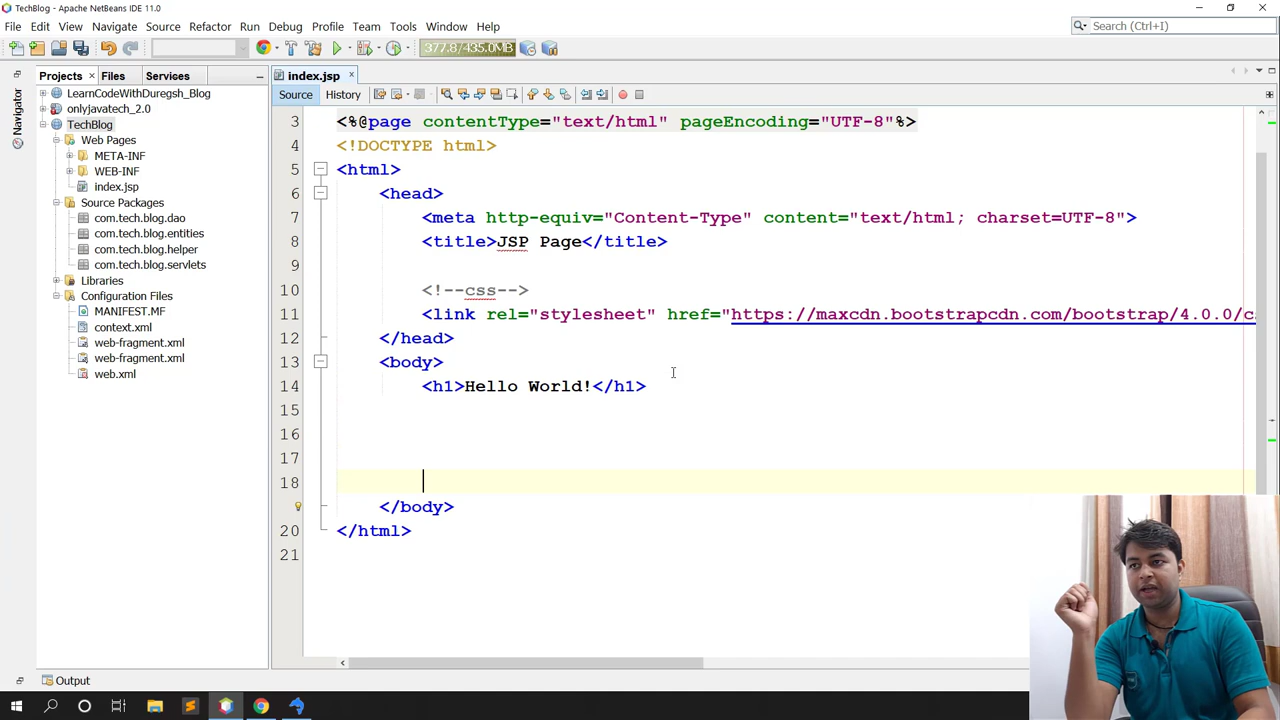 TechBlog - Apache NetBeans IDE 11.0
File Edit View Navigate Source Refactor Run Debug Profile Team Tools Window Help
Search (Ctrl+I)
377.8/435.0MB
Projects Files Services
index.jsp
Navigator
Source History
LearnCodeWithDuregsh_Blog
onlyjavatech_2.0
TechBlog
Web Pages
META-INF
WEB-INF
index.jsp
Source Packages
com.tech.blog.dao
com.tech.blog.entities
com.tech.blog.helper
com.tech.blog.servlets
Libraries
Configuration Files
MANIFEST.MF
context.xml
web-fragment.xml
web-fragment.xml
web.xml
3 <%@page contentType="text/html" pageEncoding="UTF-8"%>
4 <!DOCTYPE html>
5 <html>
6 <head>
7 <meta http-equiv="Content-Type" content="text/html; charset=UTF-8">
8 <title>JSP Page</title>
9
10 <!--css-->
11 <link rel="stylesheet" href="https://maxcdn.bootstrapcdn.com/bootstrap/4.0.0/c
12 </head>
13 <body>
14 <h1>Hello World!</h1>
15
16
17
18
</body>
20 </html>
21
Output